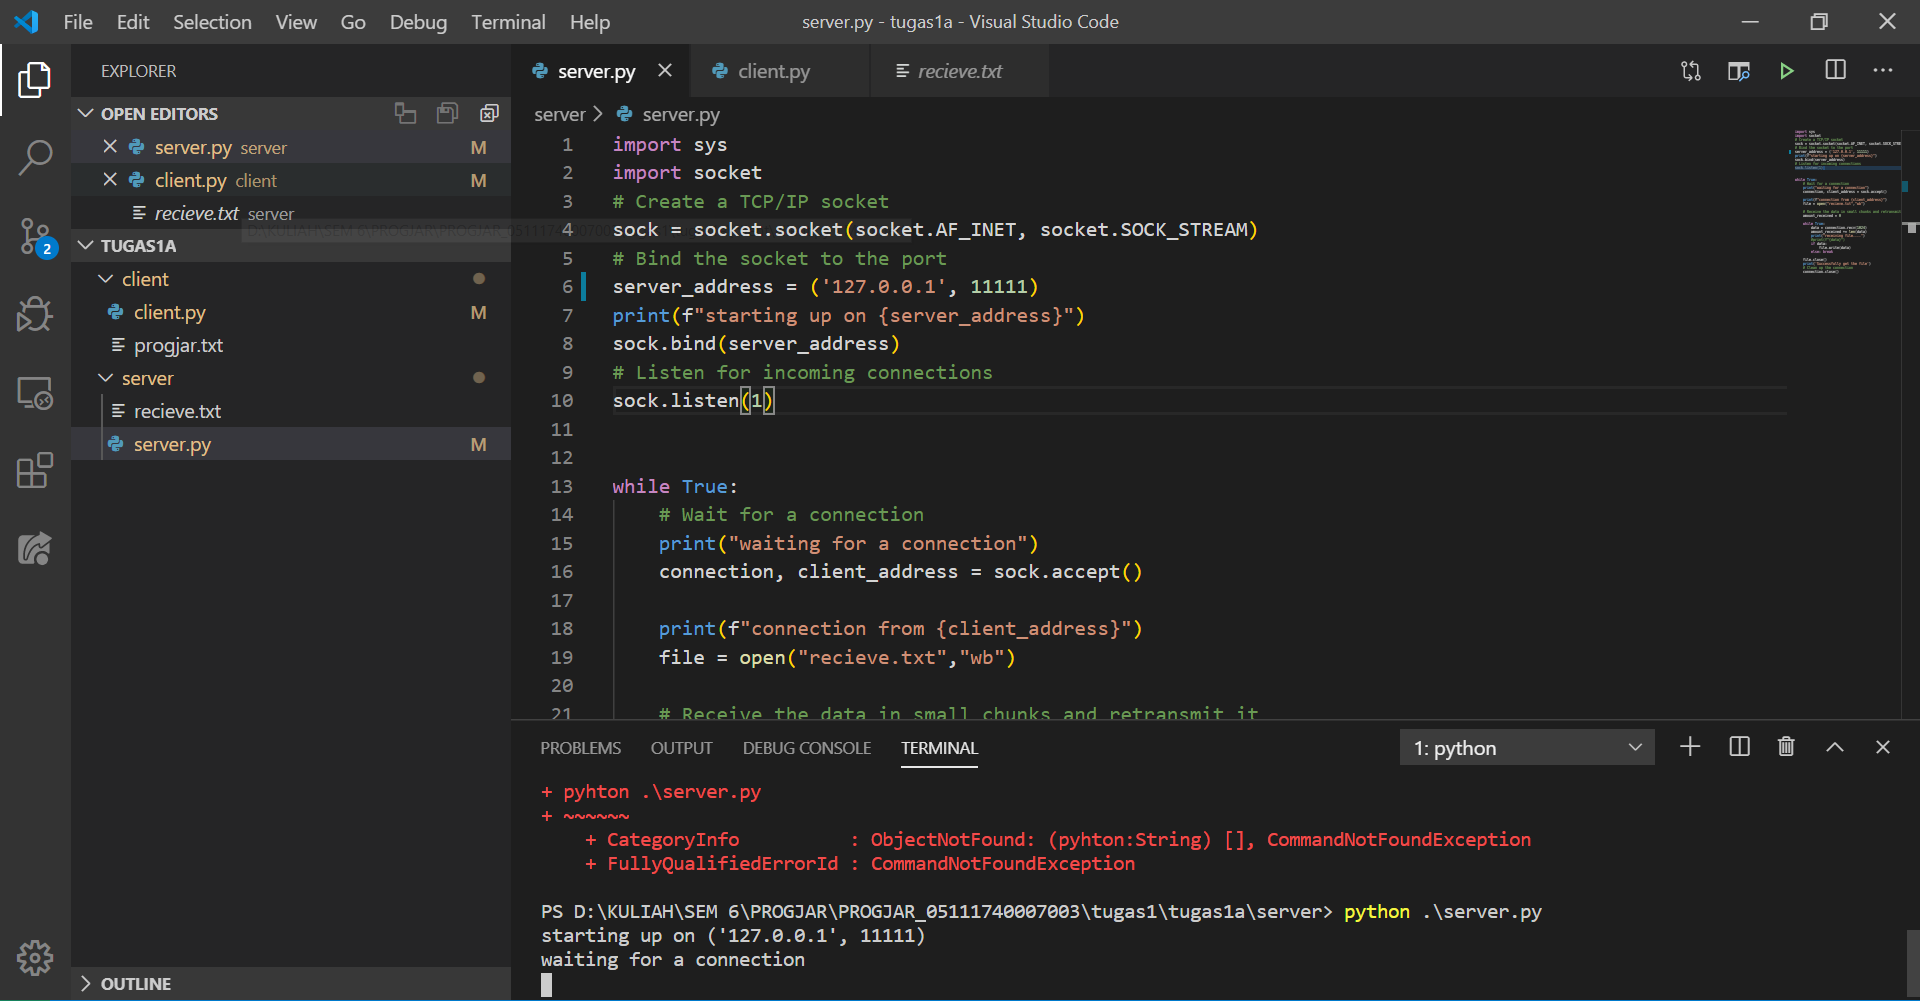 File Edit Selection View Go Debug Terminal Help
server.py - tugas1a - Visual Studio Code
EXPLORER
OPEN EDITORS
server.py server M
client.py client M
recieve.txt server
TUGAS1A
client
client.py M
progjar.txt
server
recieve.txt
server.py M
OUTLINE
2
server.py client.py recieve.txt
server > server.py
1 import sys
2 import socket
3 # Create a TCP/IP socket
4 sock = socket.socket(socket.AF_INET, socket.SOCK_STREAM)
5 # Bind the socket to the port
6 server_address = ('127.0.0.1', 11111)
7 print(f"starting up on {server_address}")
8 sock.bind(server_address)
9 # Listen for incoming connections
10 sock.listen(1)
11
12
13 while True:
14 # Wait for a connection
15 print("waiting for a connection")
16 connection, client_address = sock.accept()
17
18 print(f"connection from {client_address}")
19 file = open("recieve.txt","wb")
20
21 # Receive the data in small chunks and retransmit it
PROBLEMS OUTPUT DEBUG CONSOLE TERMINAL
1: python
+ pyhton .\server.py
+ ~~~~~~
+ CategoryInfo : ObjectNotFound: (pyhton:String) [], CommandNotFoundException
+ FullyQualifiedErrorId : CommandNotFoundException
PS D:\KULIAH\SEM 6\PROGJAR\PROGJAR_05111740007003\tugas1\tugas1a\server> python .\server.py
starting up on ('127.0.0.1', 11111)
waiting for a connection